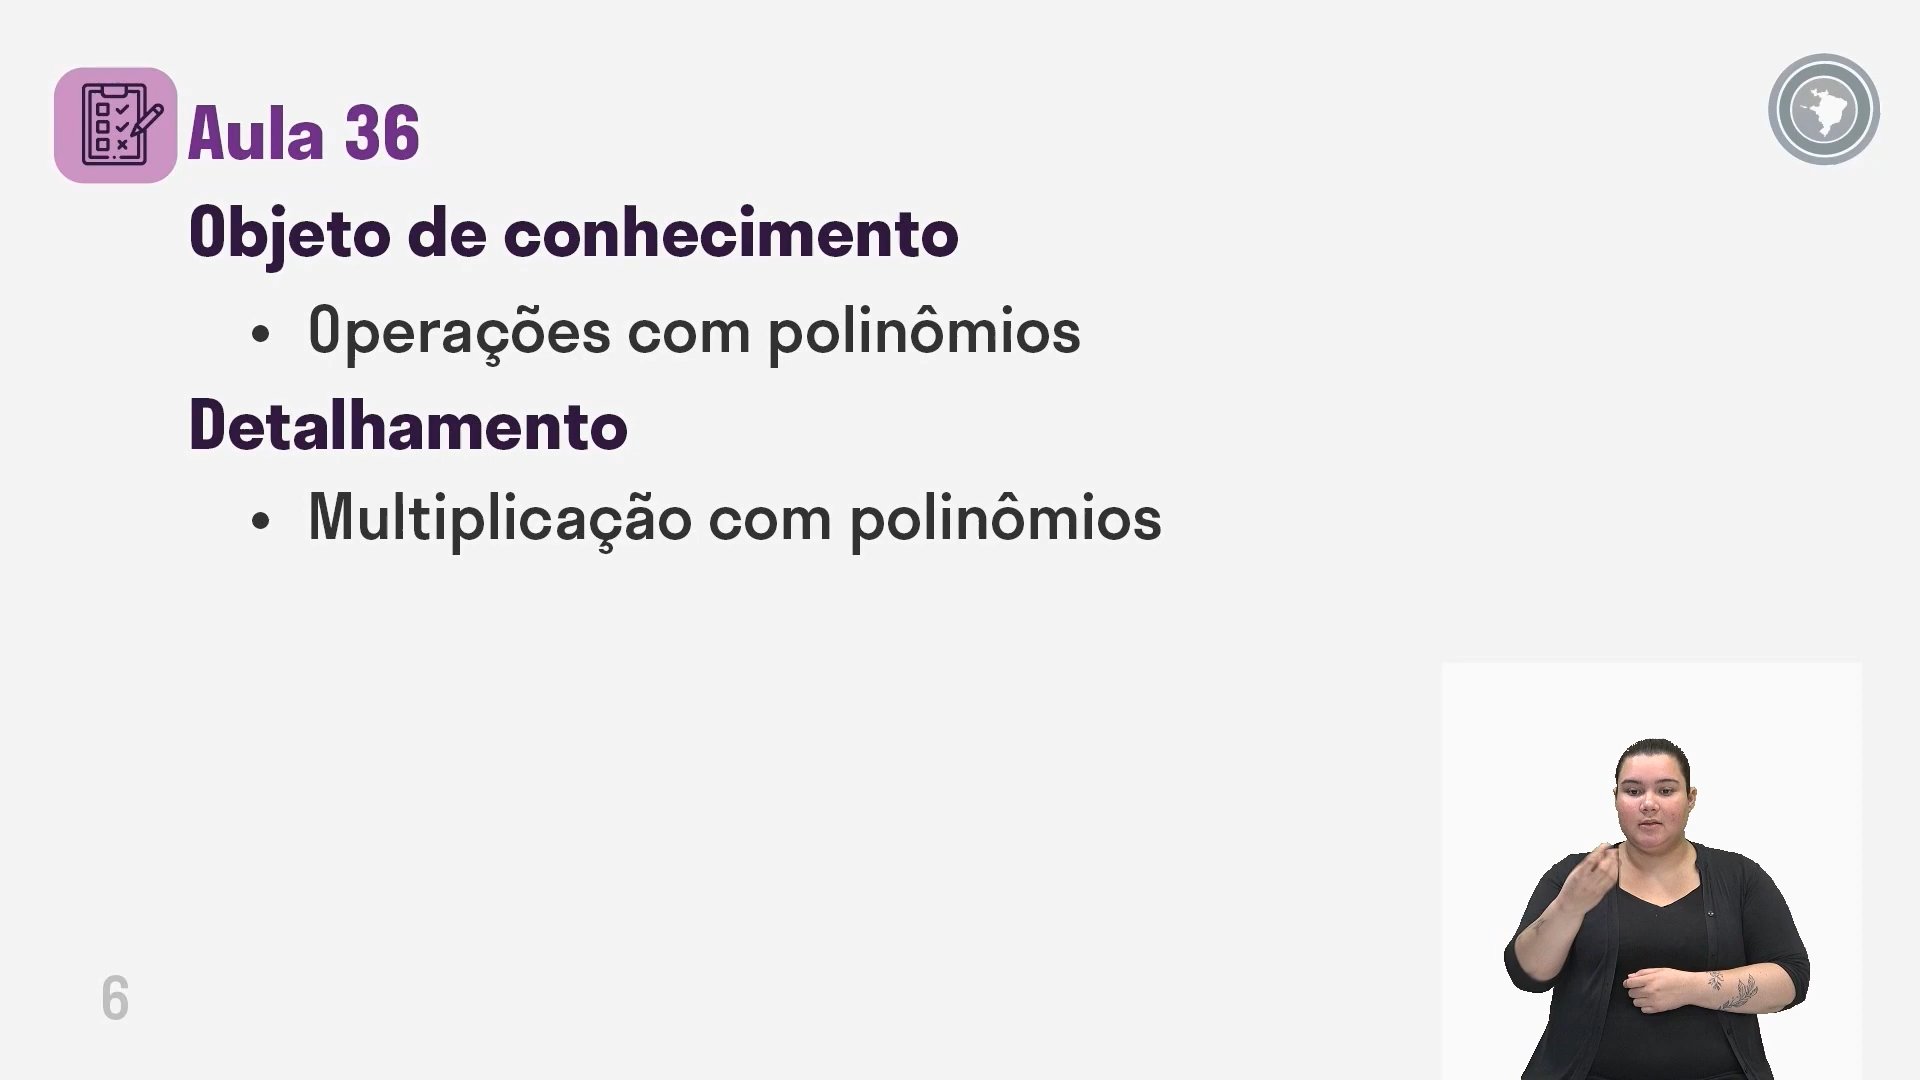 Aula 36
Objeto de conhecimento
• Operações com polinômios
Detalhamento
• Multiplicação com polinômios
6